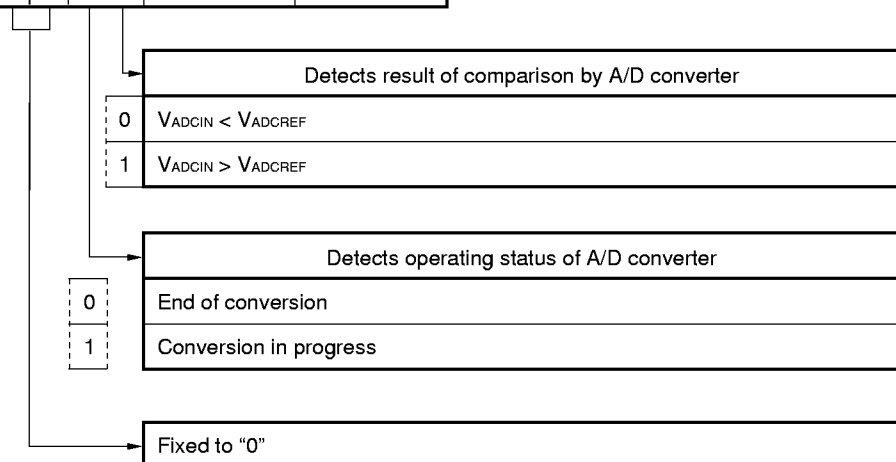 Detects result of comparison by A/D converter
0 VADCIN < VADCREF
1 VADCIN > VADCREF
Detects operating status of A/D converter
0 End of conversion
1 Conversion in progress
Fixed to “0”